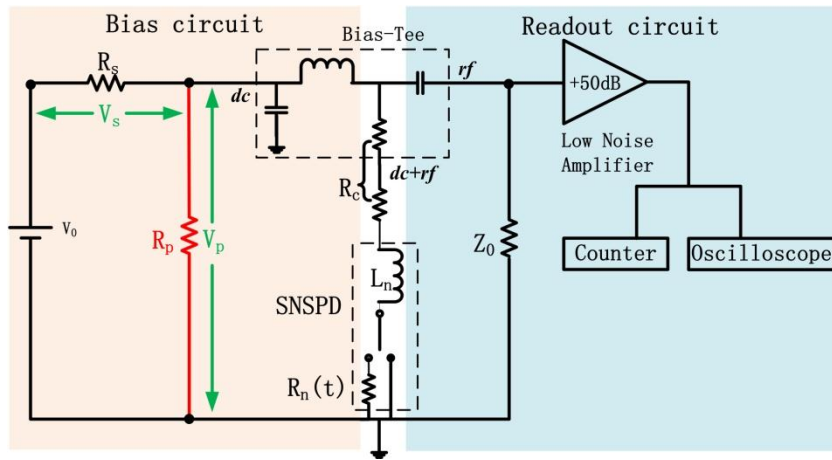 Bias circuit
Readout circuit
Bias-Tee
Rs
dc
rf
+50dB
Vs
Low Noise
Amplifier
dc+rf
Rc
V0
Rp
Vp
Z0
Counter
Oscilloscope
Ln
SNSPD
Rn(t)